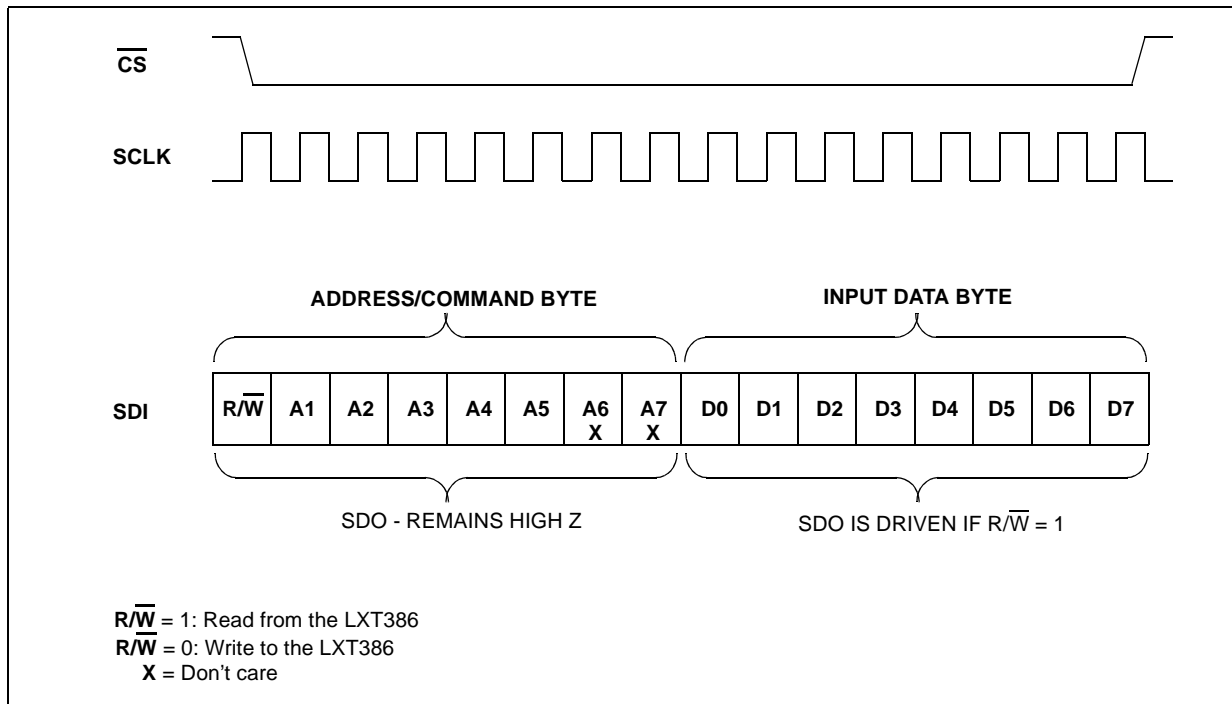 C̅S̅
SCLK
ADDRESS/COMMAND BYTE
INPUT DATA BYTE
SDI
R/W̅ A1 A2 A3 A4 A5 A6 A7 D0 D1 D2 D3 D4 D5 D6 D7
X X
SDO - REMAINS HIGH Z
SDO IS DRIVEN IF R/W̅ = 1
R/W̅ = 1: Read from the LXT386
R/W̅ = 0: Write to the LXT386
X = Don't care